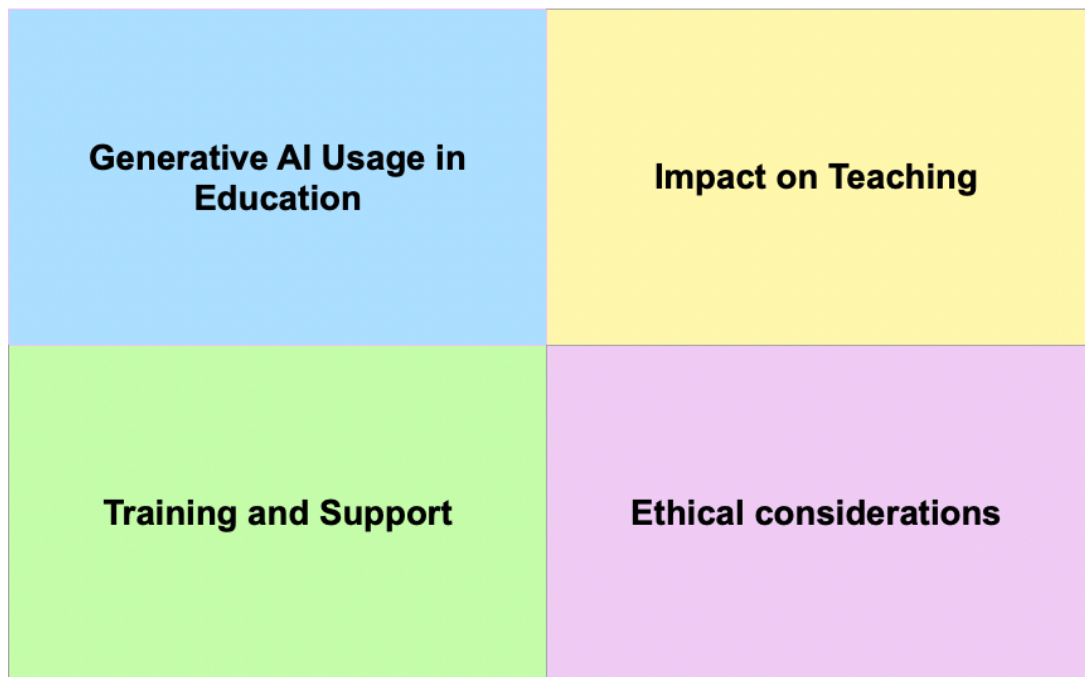 Generative AI Usage in
Education
Impact on Teaching
Training and Support
Ethical considerations